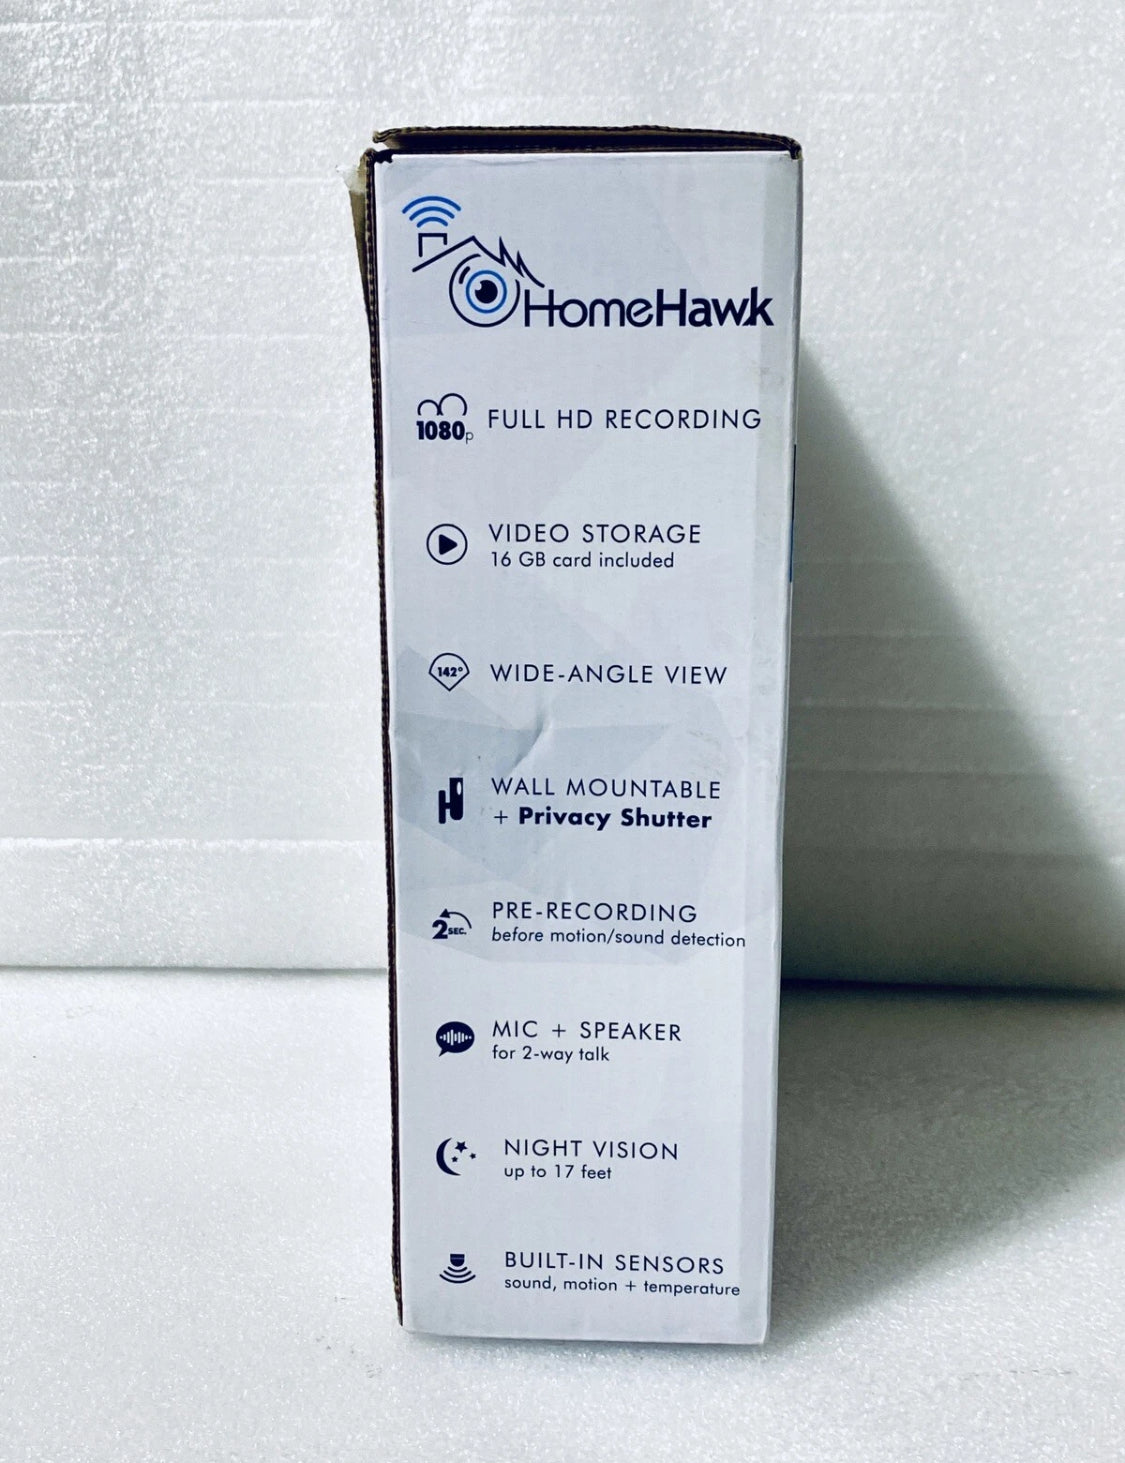 HomeHawk
1080p FULL HD RECORDING
VIDEO STORAGE
16 GB card included
142° WIDE-ANGLE VIEW
WALL MOUNTABLE
+ Privacy Shutter
2 SEC. PRE-RECORDING
before motion/sound detection
MIC + SPEAKER
for 2-way talk
NIGHT VISION
up to 17 feet
BUILT-IN SENSORS
sound, motion + temperature